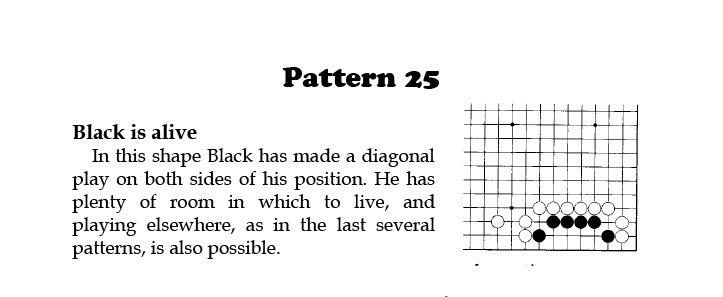 Pattern 25
Black is alive
In this shape Black has made a diagonal
play on both sides of his position. He has
plenty of room in which to live, and
playing elsewhere, as in the last several
patterns, is also possible.